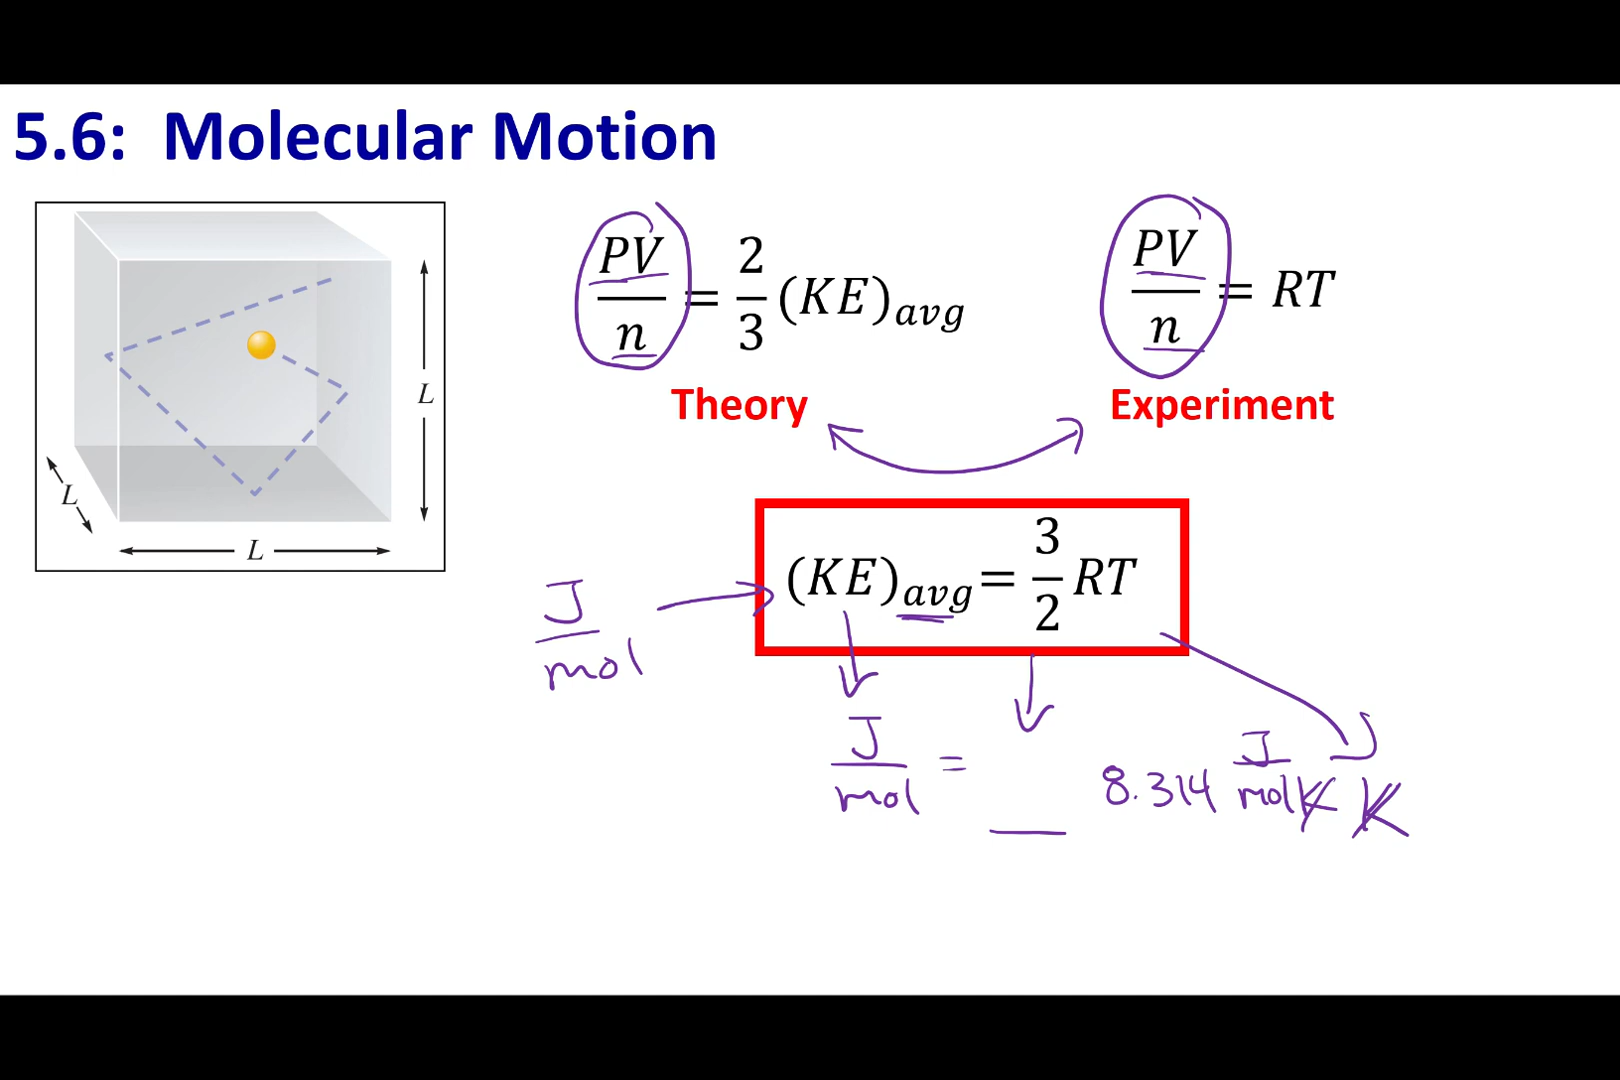 5.6: Molecular Motion
PV/n = 2/3 (KE)avg
PV/n = RT
Theory
Experiment
L
L
L
(KE)avg = 3/2 RT
J/mol
J/mol = __ 8.314 J/molK K